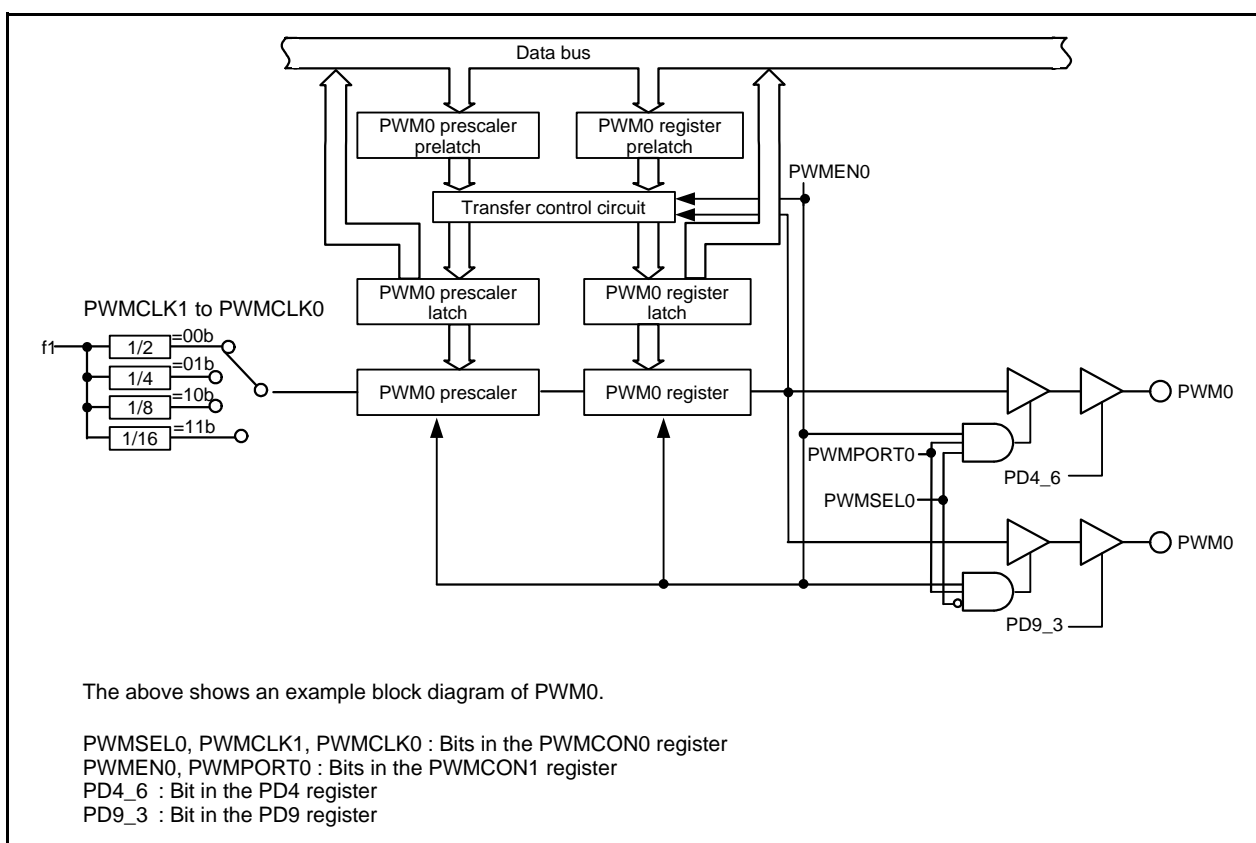 Data bus
PWM0 prescaler
prelatch
PWM0 register
prelatch
PWMEN0
Transfer control circuit
PWM0 prescaler
latch
PWM0 register
latch
PWMCLK1 to PWMCLK0
f1
1/2
=00b
1/4
=01b
1/8
=10b
1/16
=11b
PWM0 prescaler
PWM0 register
PWM0
PWMPORT0
PD4_6
PWMSEL0
PWM0
PD9_3
The above shows an example block diagram of PWM0.
PWMSEL0, PWMCLK1, PWMCLK0 : Bits in the PWMCON0 register
PWMEN0, PWMPORT0 : Bits in the PWMCON1 register
PD4_6 : Bit in the PD4 register
PD9_3 : Bit in the PD9 register